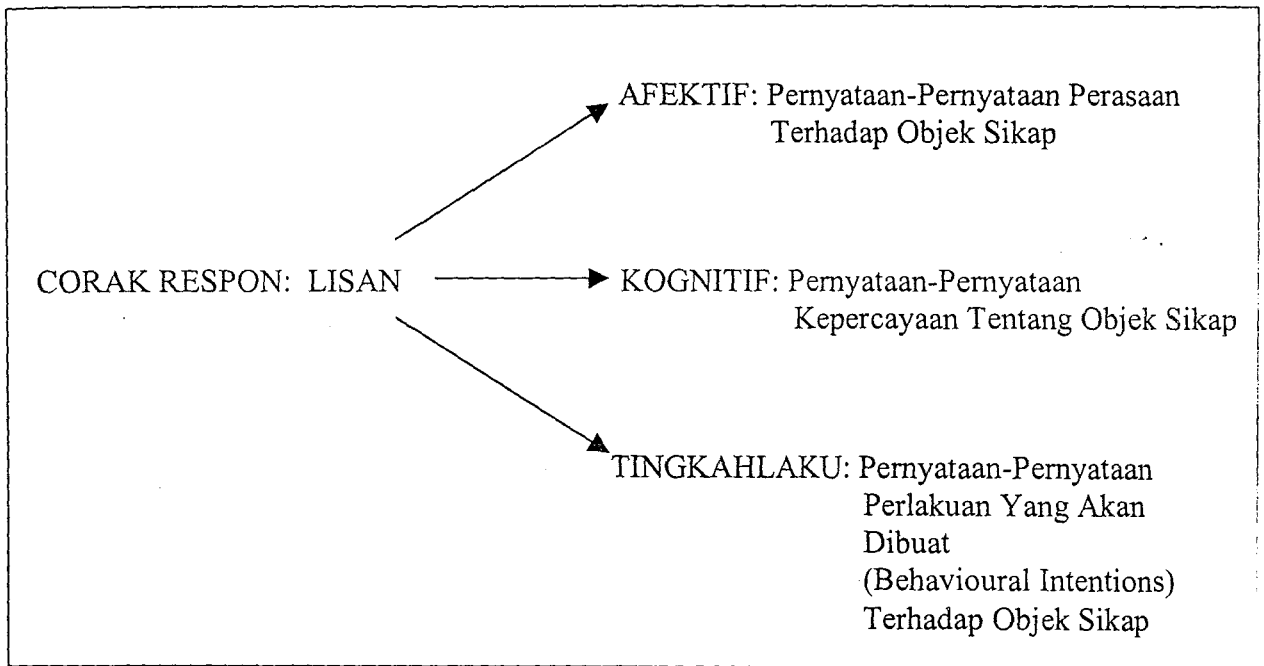 AFEKTIF: Pernyataan-Pernyataan Perasaan
Terhadap Objek Sikap
CORAK RESPON: LISAN
KOGNITIF: Pernyataan-Pernyataan
Kepercayaan Tentang Objek Sikap
TINGKAHLAKU: Pernyataan-Pernyataan
Perlakuan Yang Akan
Dibuat
(Behavioural Intentions)
Terhadap Objek Sikap